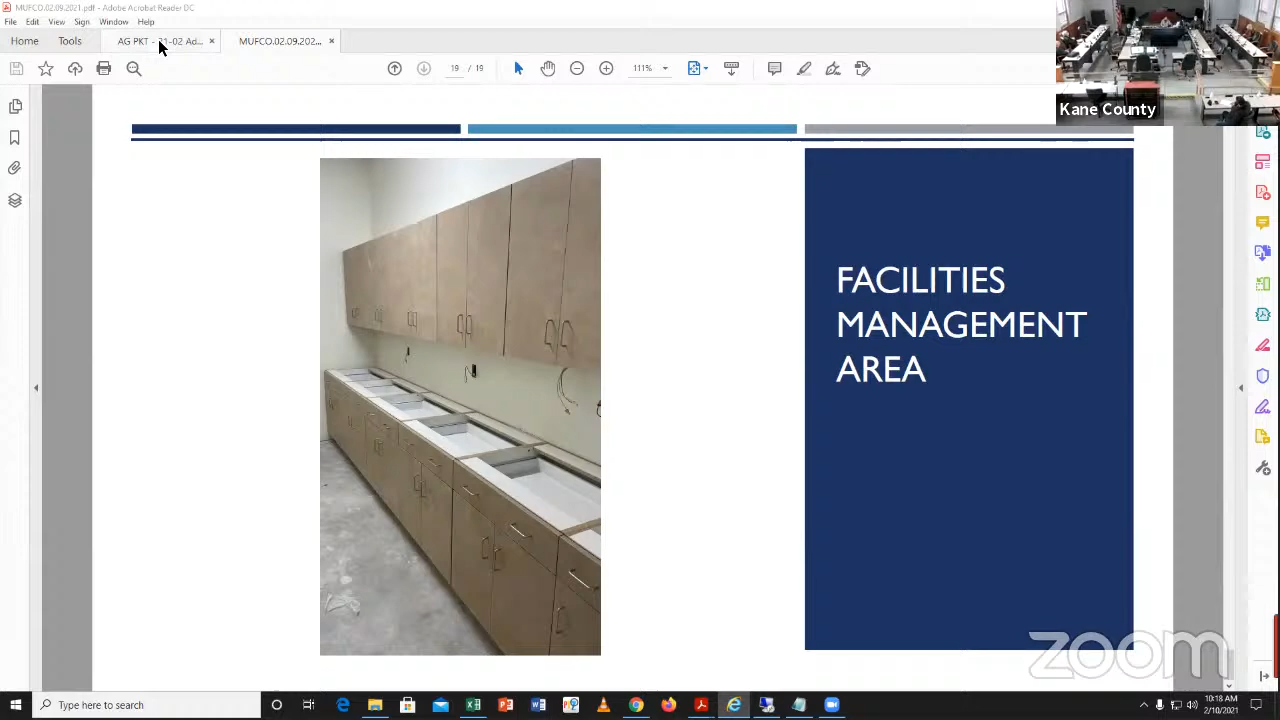 MUFCO.02.09.2021.pdf - Adobe Acrobat Reader DC
File Edit View Sign Window Help
Home Tools AG PKT - 21-02 Ad... × MUFCO.02.09.202... ×
19 / 19 111%
Kane County
FACILITIES
MANAGEMENT
AREA
zoom
Type here to search
10:18 AM
2/10/2021